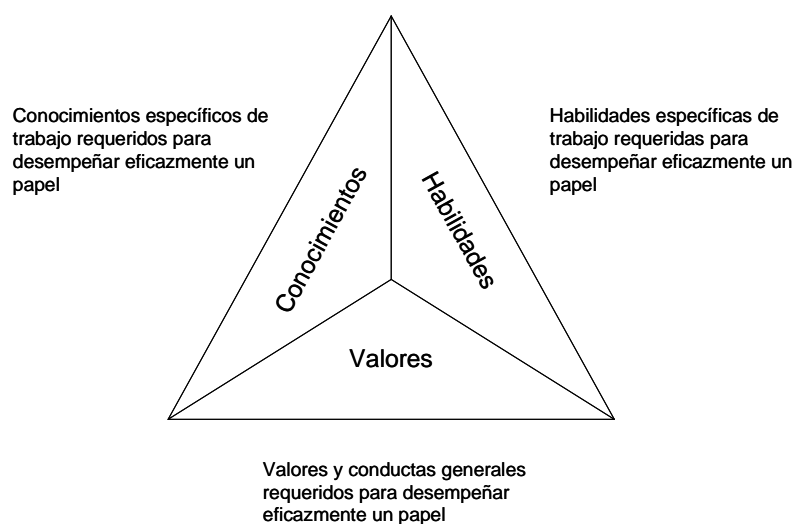 Conocimientos específicos de
trabajo requeridos para
desempeñar eficazmente un
papel
Habilidades específicas de
trabajo requeridas para
desempeñar eficazmente un
papel
Conocimientos
Habilidades
Valores
Valores y conductas generales
requeridos para desempeñar
eficazmente un papel